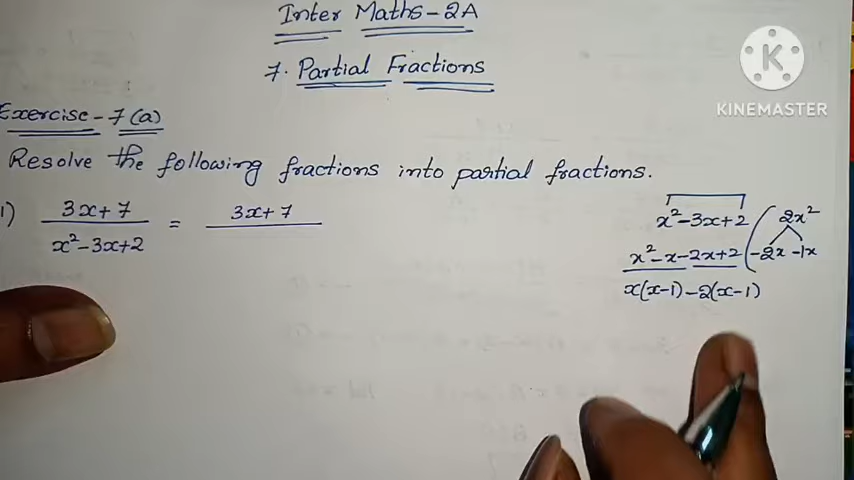 Inter Maths-2A
7. Partial Fractions
Exercise-7(a)
Resolve the following fractions into partial fractions.
1) 3x+7 / x²-3x+2 = 3x+7
x²-3x+2
2x²
x²-x-2x+2
-2x -1x
x(x-1)-2(x-1)
K
KINEMASTER